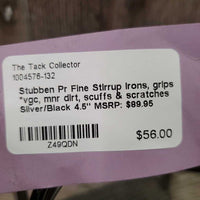 The Tack Collector
1004576-132
Stubben Pr Fine Stirrup Irons, grips
*vgc, mnr dirt, scuffs & scratches
Silver/Black 4.5" MSRP: $89.95
$56.00
Z49QDN